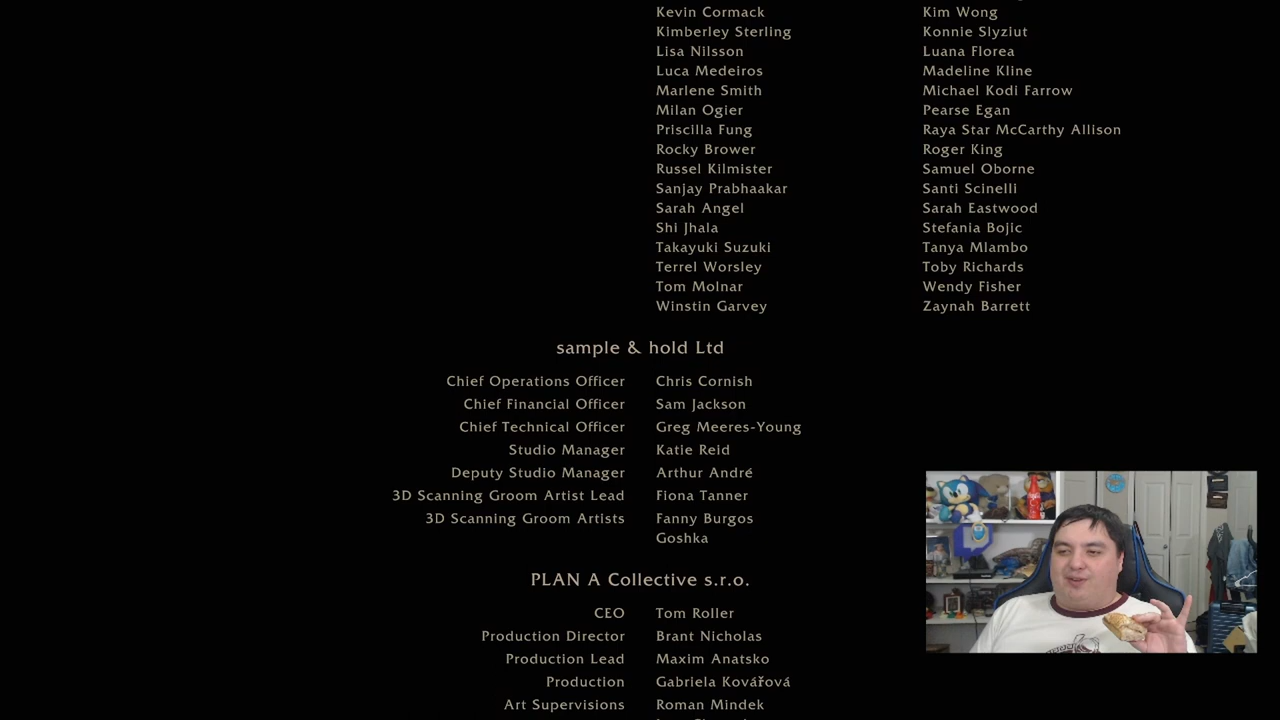 Kevin Cormack Kim Wong
Kimberley Sterling Konnie Slyziut
Lisa Nilsson Luana Florea
Luca Medeiros Madeline Kline
Marlene Smith Michael Kodi Farrow
Milan Ogier Pearse Egan
Priscilla Fung Raya Star McCarthy Allison
Rocky Brower Roger King
Russel Kilmister Samuel Oborne
Sanjay Prabhaakar Santi Scinelli
Sarah Angel Sarah Eastwood
Shi Jhala Stefania Bojic
Takayuki Suzuki Tanya Mlambo
Terrel Worsley Toby Richards
Tom Molnar Wendy Fisher
Winstin Garvey Zaynah Barrett
sample & hold Ltd
Chief Operations Officer Chris Cornish
Chief Financial Officer Sam Jackson
Chief Technical Officer Greg Meeres-Young
Studio Manager Katie Reid
Deputy Studio Manager Arthur André
3D Scanning Groom Artist Lead Fiona Tanner
3D Scanning Groom Artists Fanny Burgos
Goshka
PLAN A Collective s.r.o.
CEO Tom Roller
Production Director Brant Nicholas
Production Lead Maxim Anatsko
Production Gabriela Kovářová
Art Supervisions Roman Mindek